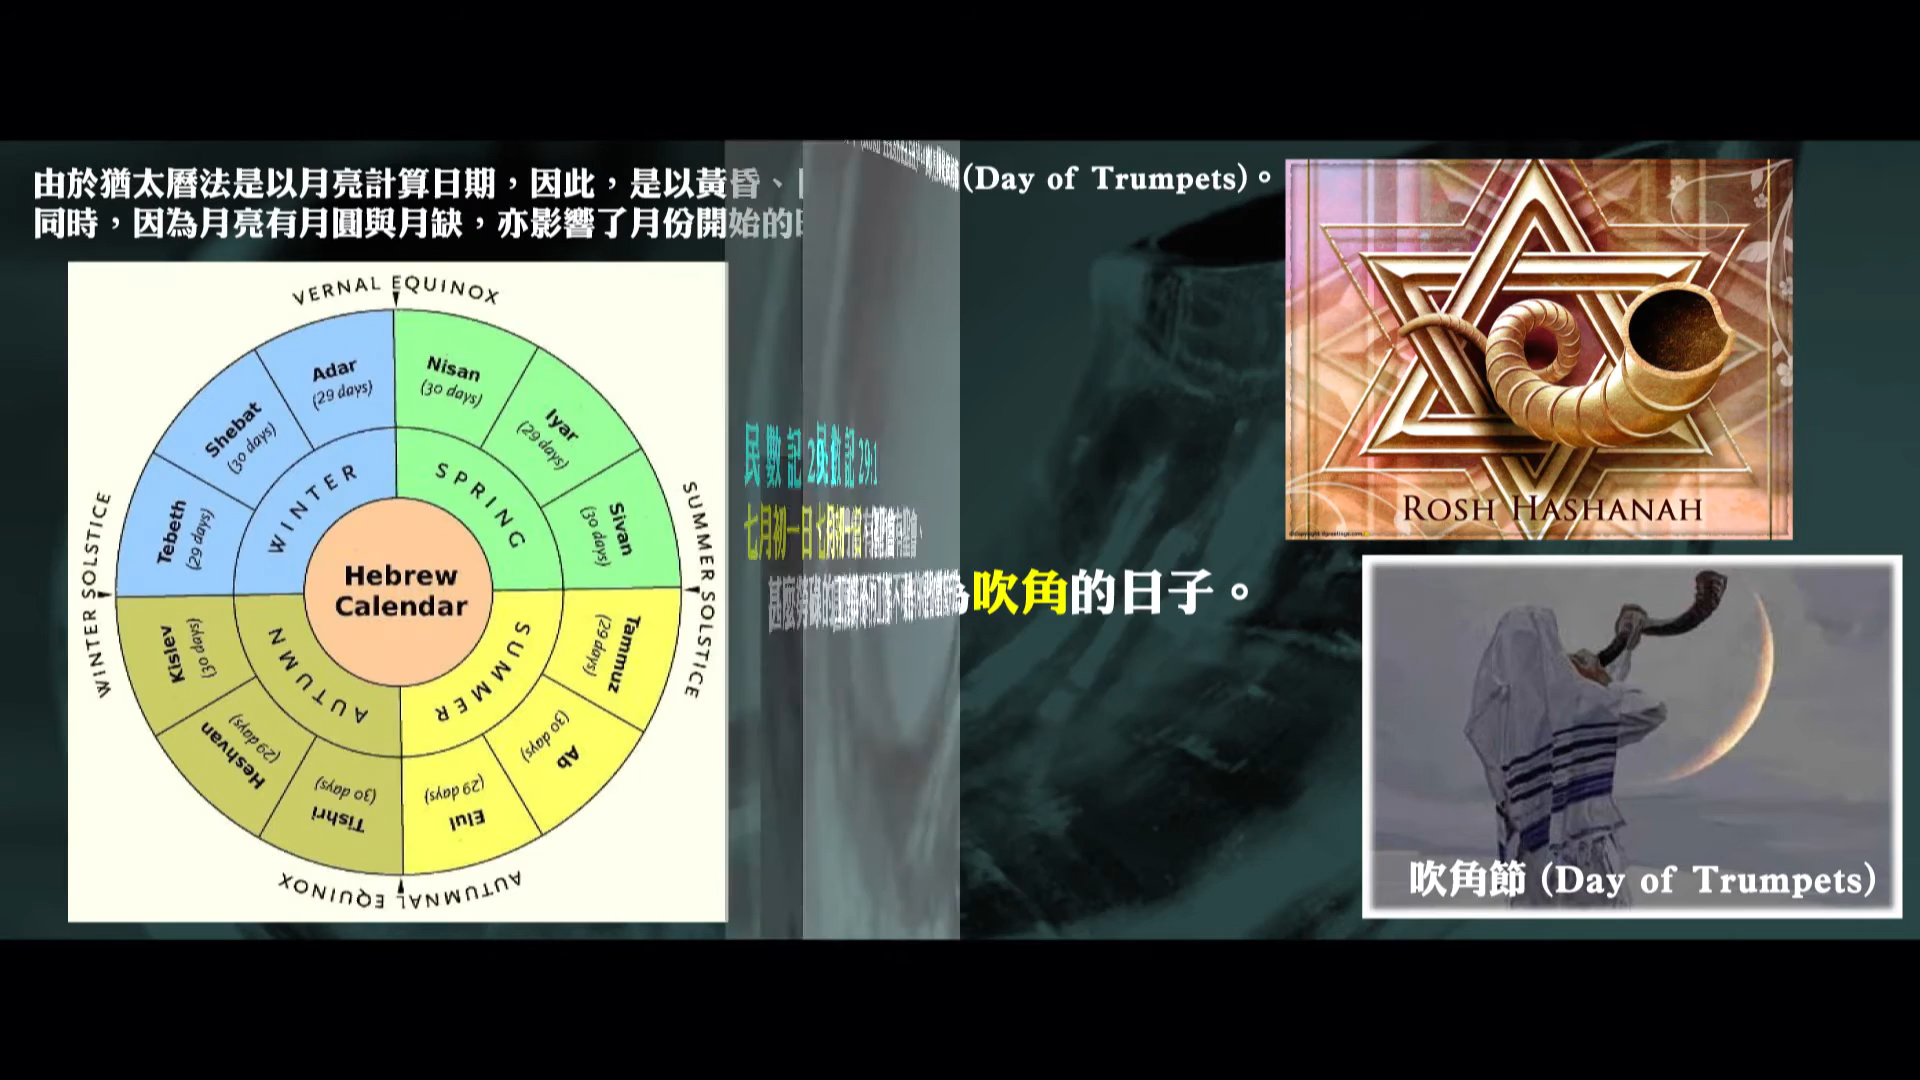 由於猶太曆法是以月亮計算日期，因此，是以黃昏、
同時，因為月亮有月圓與月缺，亦影響了月份開始的
(Day of Trumpets)。
VERNAL EQUINOX
SUMMER SOLSTICE
AUTUMNAL EQUINOX
WINTER SOLSTICE
Nisan
(30 days)
Iyar
(29 days)
Sivan
(30 days)
Tammuz
(29 days)
Ab
(30 days)
Elul
(29 days)
Tishri
(30 days)
Heshvan
(29 days)
Kislev
(30 days)
Tebeth
(29 days)
Shebat
(30 days)
Adar
(29 days)
SPRING
SUMMER
AUTUMN
WINTER
Hebrew
Calendar
民數記
數記 29:1
七月初一日
吹角的日子。
ROSH HASHANAH
吹角節 (Day of Trumpets)